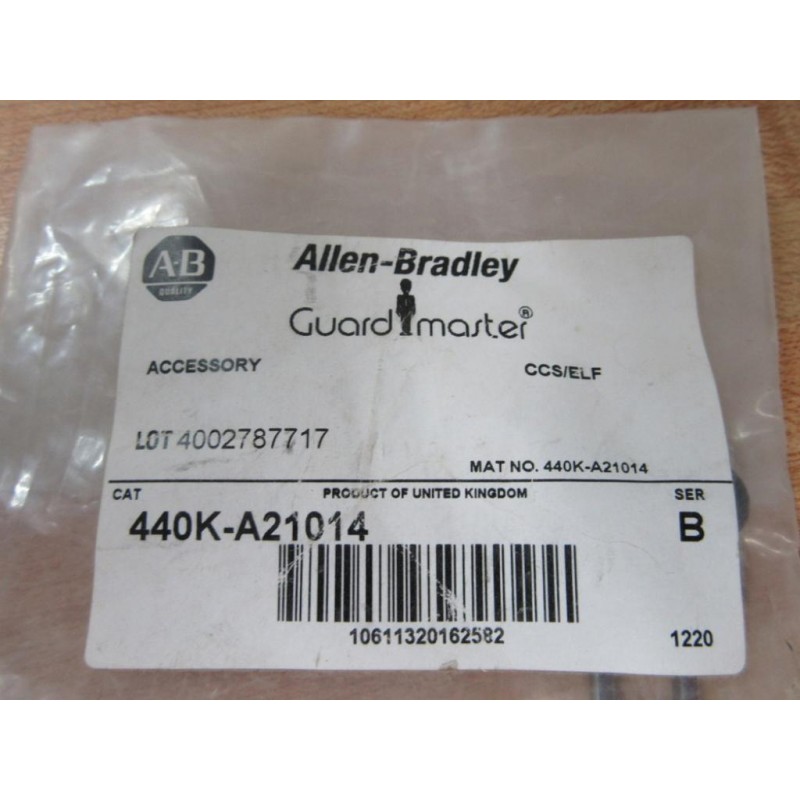 A-B
QUALITY
Allen-Bradley
Guardmaster®
ACCESSORY CCS/ELF
LOT 4002787717
MAT NO. 440K-A21014
CAT PRODUCT OF UNITED KINGDOM SER
440K-A21014 B
10611320162582 1220